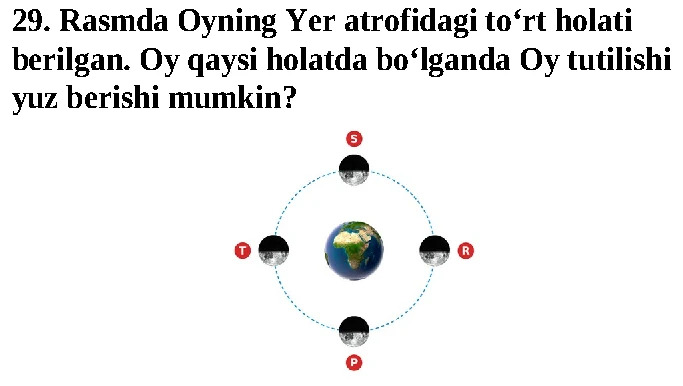 29. Rasmda Oyning Yer atrofidagi to‘rt holati
berilgan. Oy qaysi holatda bo‘lganda Oy tutilishi
yuz berishi mumkin?
S
T
R
P